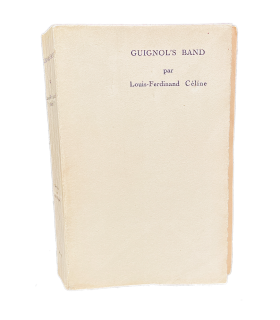 GUIGNOL'S BAND
par
Louis-Ferdinand Céline